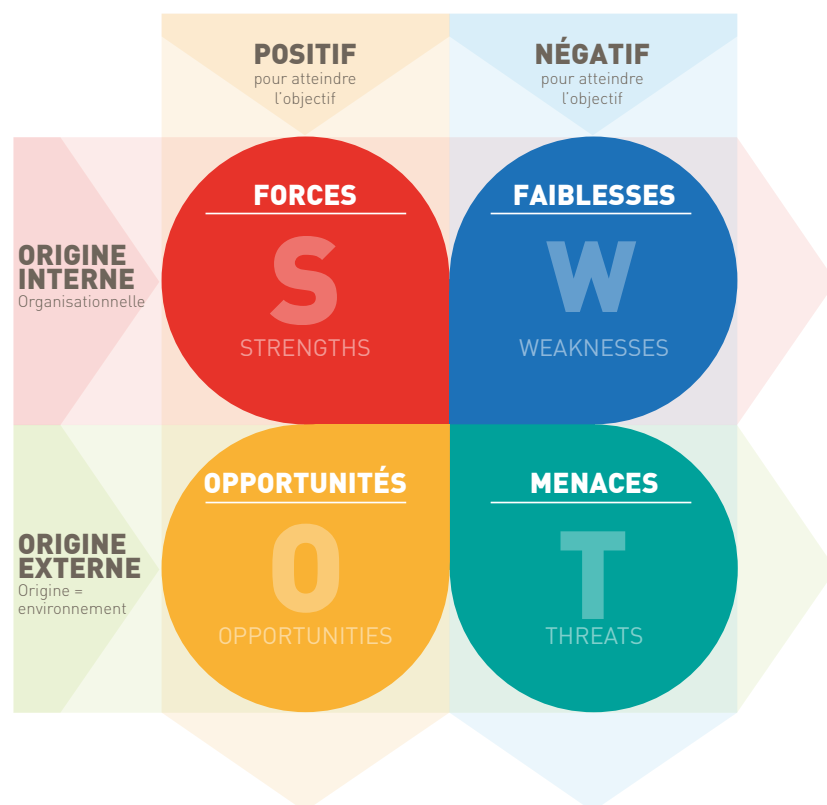 POSITIF
pour atteindre
l'objectif
NÉGATIF
pour atteindre
l'objectif
ORIGINE
INTERNE
Organisationnelle
FORCES
S
STRENGTHS
FAIBLESSES
W
WEAKNESSES
ORIGINE
EXTERNE
Origine =
environnement
OPPORTUNITÉS
O
OPPORTUNITIES
MENACES
T
THREATS